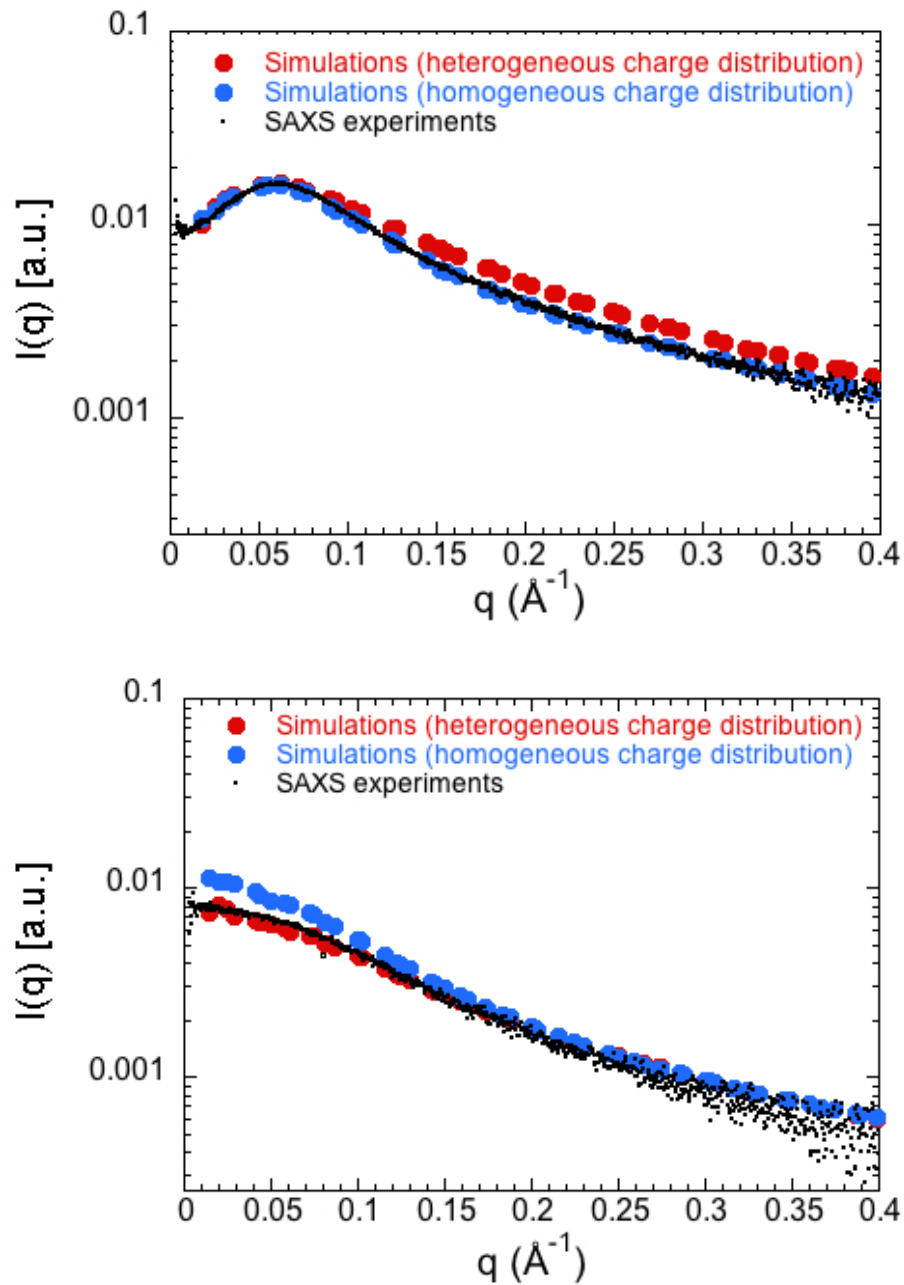 0.1
Simulations (heterogeneous charge distribution)
Simulations (homogeneous charge distribution)
SAXS experiments
0.01
I(q) [a.u.]
0.001
0 0.05 0.1 0.15 0.2 0.25 0.3 0.35 0.4
q (Å⁻¹)
0.1
Simulations (heterogeneous charge distribution)
Simulations (homogeneous charge distribution)
SAXS experiments
0.01
I(q) [a.u.]
0.001
0 0.05 0.1 0.15 0.2 0.25 0.3 0.35 0.4
q (Å⁻¹)